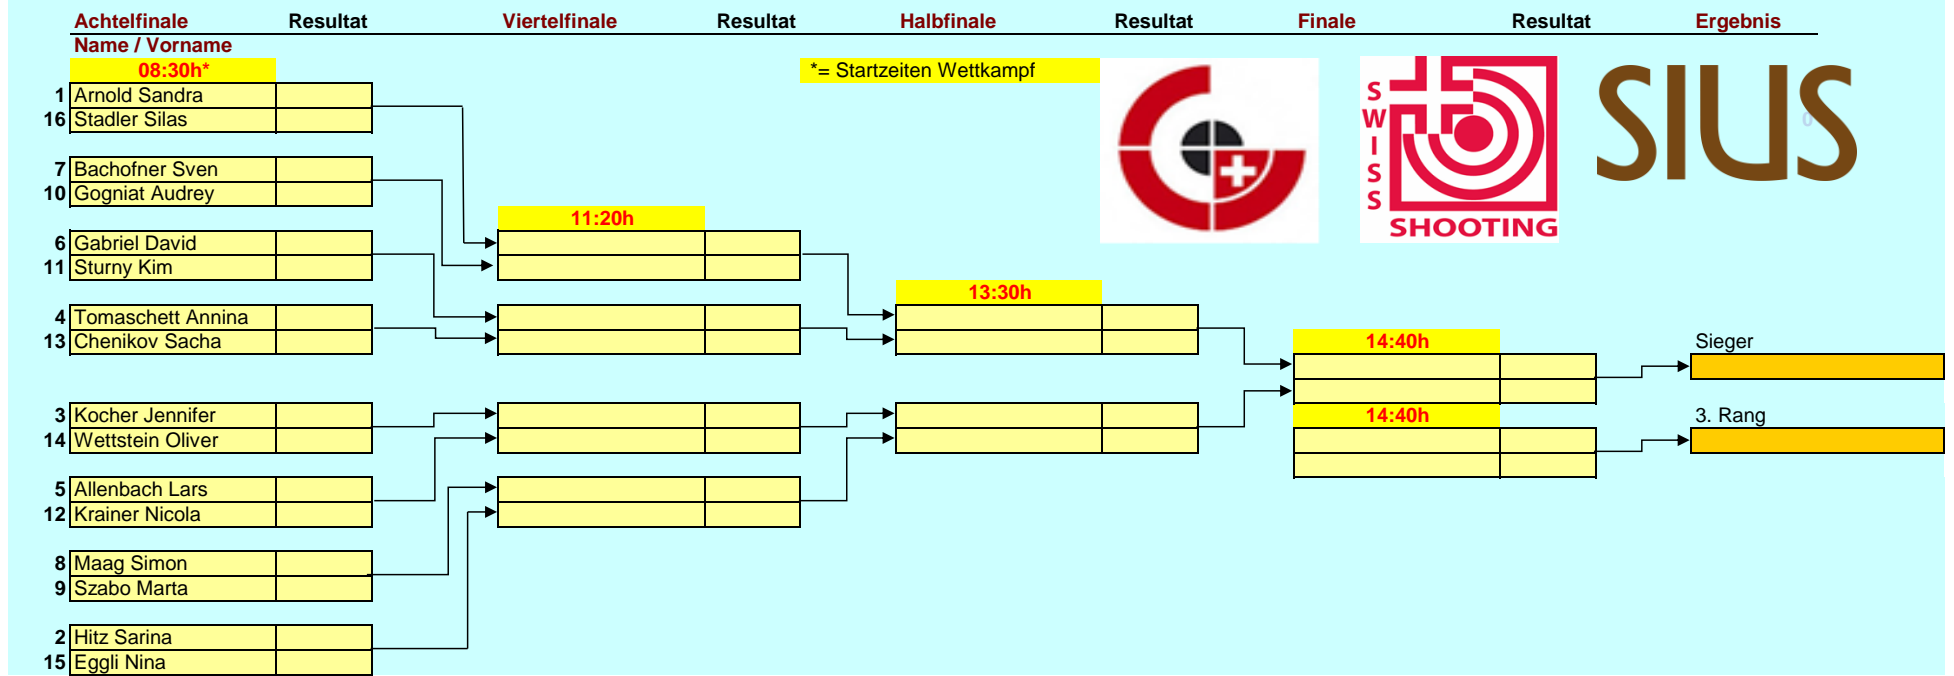 Achtelfinale Resultat Viertelfinale Resultat Halbfinale Resultat Finale Resultat Ergebnis
Name / Vorname
08:30h* *= Startzeiten Wettkampf
1 Arnold Sandra
16 Stadler Silas
7 Bachofner Sven
10 Gogniat Audrey
11:20h
6 Gabriel David
11 Sturny Kim
13:30h
4 Tomaschett Annina
13 Chenikov Sacha
14:40h Sieger
3 Kocher Jennifer
14:40h 3. Rang
14 Wettstein Oliver
5 Allenbach Lars
12 Krainer Nicola
8 Maag Simon
9 Szabo Marta
2 Hitz Sarina
15 Eggli Nina
SWISS
SHOOTING
SIUS
0